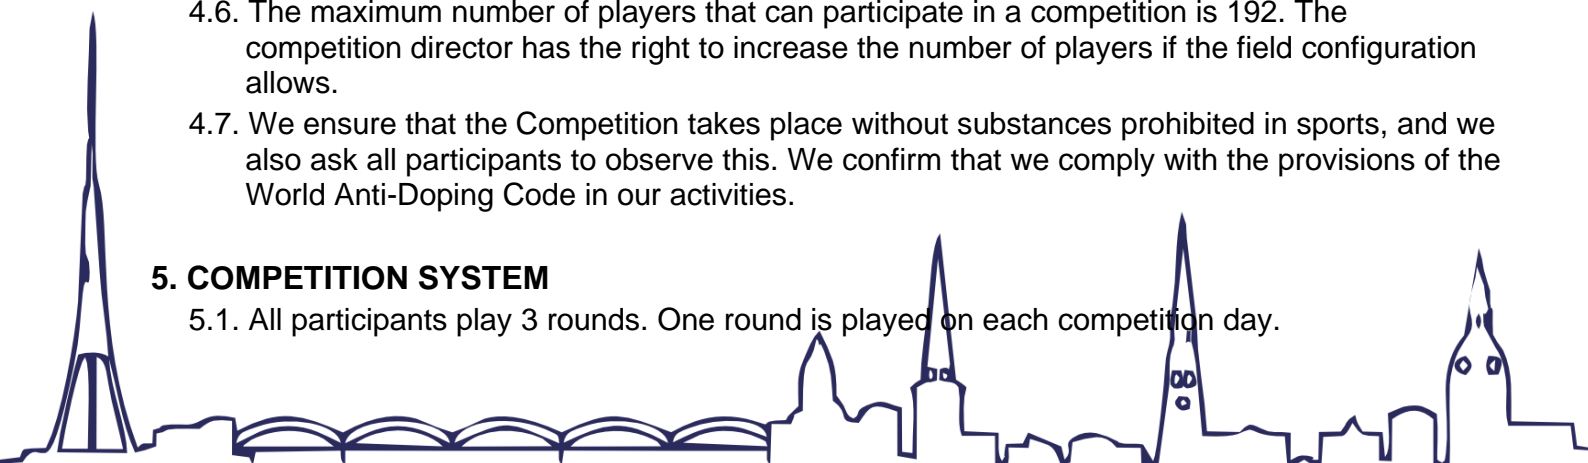 4.6. The maximum number of players that can participate in a competition is 192. The
competition director has the right to increase the number of players if the field configuration
allows.
4.7. We ensure that the Competition takes place without substances prohibited in sports, and we
also ask all participants to observe this. We confirm that we comply with the provisions of the
World Anti-Doping Code in our activities.
5. COMPETITION SYSTEM
5.1. All participants play 3 rounds. One round is played on each competition day.